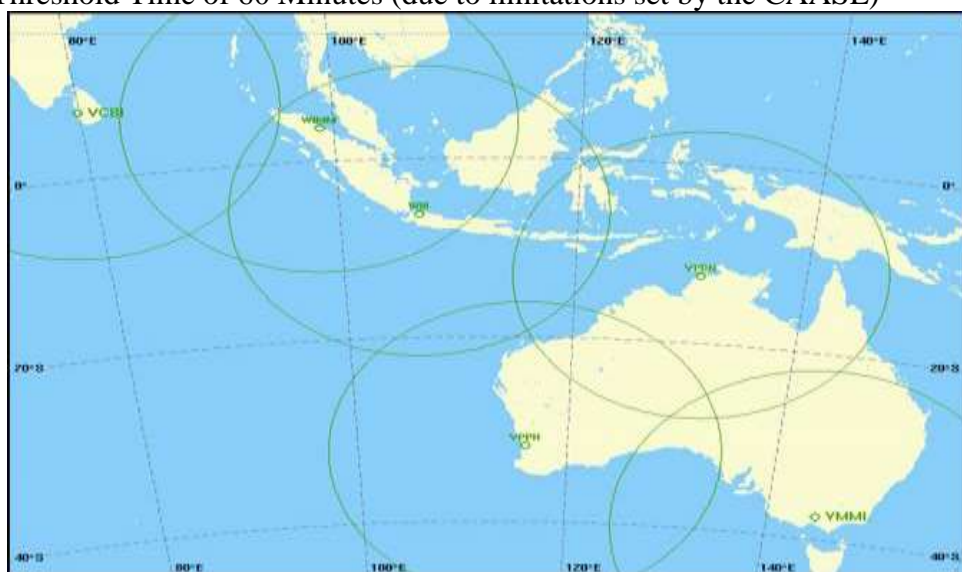 Threshold Time of 60 Minutes (due to limitations set by the CAASL)
80°E 100°E 120°E 140°E
VCBI
WIMM
0° 0°
WIII
YPDN
20°S 20°S
YPPH
YMML
40°S 40°S
80°E 100°E 120°E 140°E